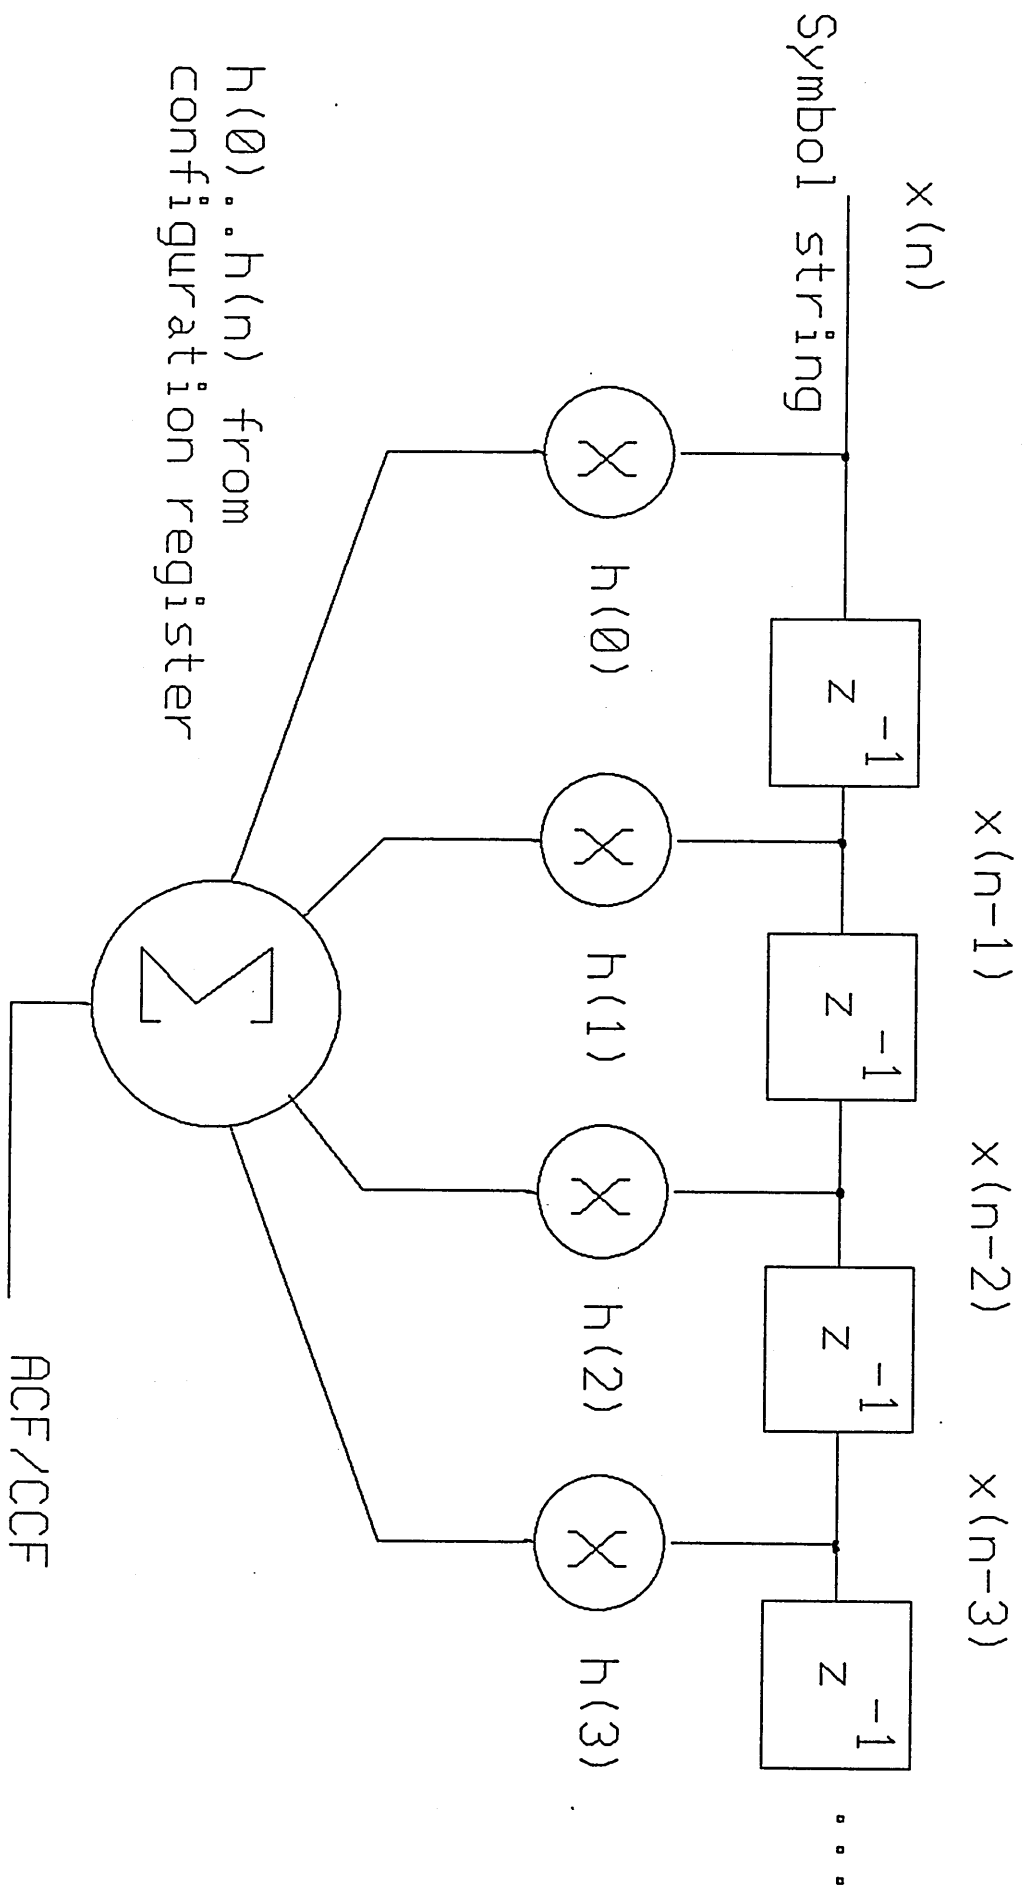 x(n)
x(n-1)
x(n-2)
x(n-3)
Symbol string
z-1
z-1
z-1
z-1
...
X
h(0)
X
h(1)
X
h(2)
X
h(3)
h(0)..h(n) from
configuration register
Σ
ACF/CCF